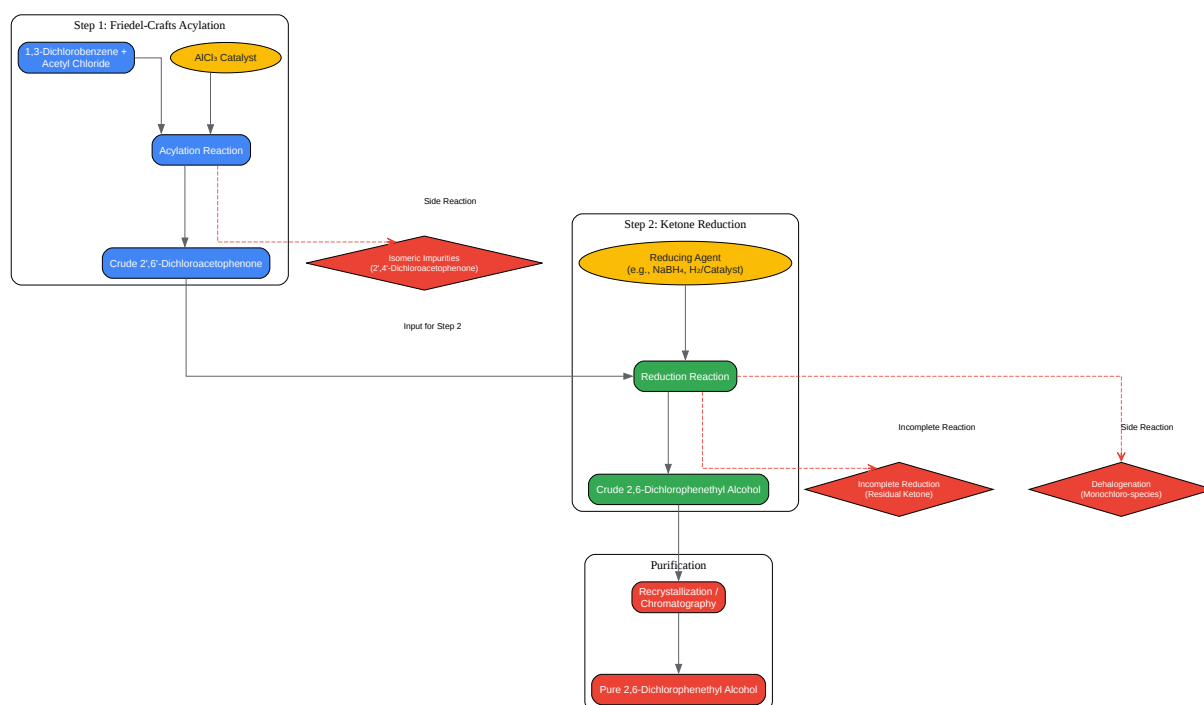 Step 1: Friedel-Crafts Acylation
1,3-Dichlorobenzene +
Acetyl Chloride
AlCl₃ Catalyst
Acylation Reaction
Side Reaction
Crude 2',6'-Dichloroacetophenone
Isomeric Impurities
(2',4'-Dichloroacetophenone)
Step 2: Ketone Reduction
Reducing Agent
(e.g., NaBH₄, H₂/Catalyst)
Input for Step 2
Reduction Reaction
Incomplete Reaction
Side Reaction
Crude 2,6-Dichlorophenethyl Alcohol
Incomplete Reduction
(Residual Ketone)
Dehalogenation
(Monochloro-species)
Purification
Recrystallization /
Chromatography
Pure 2,6-Dichlorophenethyl Alcohol